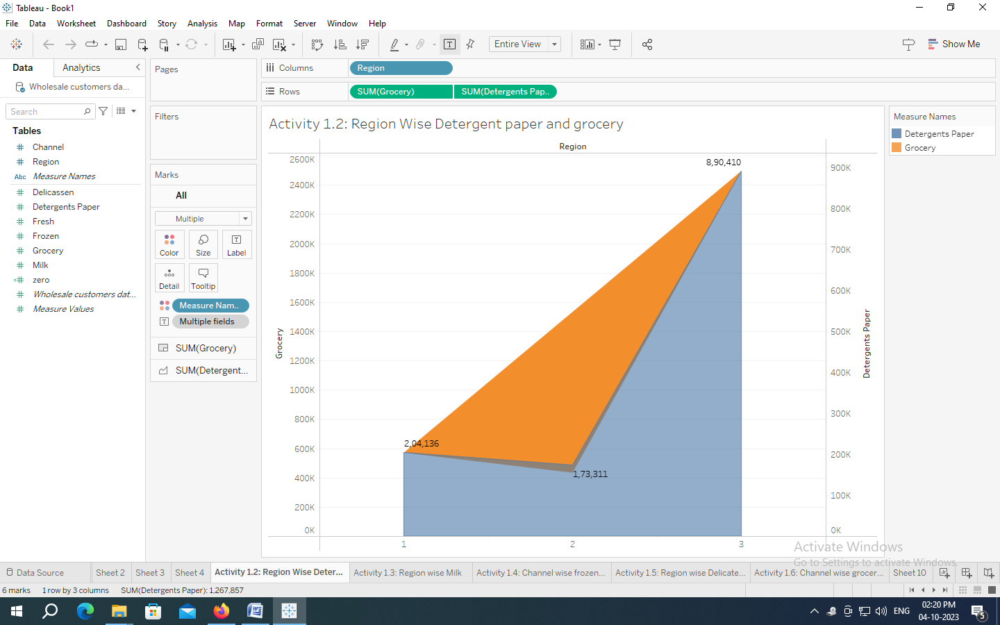 Tableau - Book1
File Data Worksheet Dashboard Story Analysis Map Format Server Window Help
Entire View
Show Me
Data Analytics
Wholesale customers da...
Search
Tables
Channel
Region
Abc Measure Names
Delicassen
Detergents Paper
Fresh
Frozen
Grocery
Milk
zero
Wholesale customers dat...
Measure Values
Pages
Filters
Marks
All
Multiple
Color Size Label
Detail Tooltip
Measure Nam..
Multiple fields
SUM(Grocery)
SUM(Detergent...
Columns Region
Rows SUM(Grocery) SUM(Detergents Pap..
Activity 1.2: Region Wise Detergent paper and grocery
Region
2600K
2400K
2200K
2000K
1800K
1600K
1400K
1200K
1000K
800K
600K
400K
200K
0K
Grocery
8,90,410
2,04,136
1,73,311
1 2 3
900K
800K
700K
600K
500K
400K
300K
200K
100K
0K
Detergents Paper
Measure Names
Detergents Paper
Grocery
Activate Windows
Go to Settings to activate Windows.
Data Source Sheet 2 Sheet 3 Sheet 4 Activity 1.2: Region Wise Deter... Activity 1.3: Region wise Milk Activity 1.4: Channel wise frozen... Activity 1.5: Region wise Delicate... Activity 1.6: Channel wise grocer... Sheet 10
6 marks 1 row by 3 columns SUM(Detergents Paper): 1,267,857
ENG 02:20 PM
04-10-2023
5